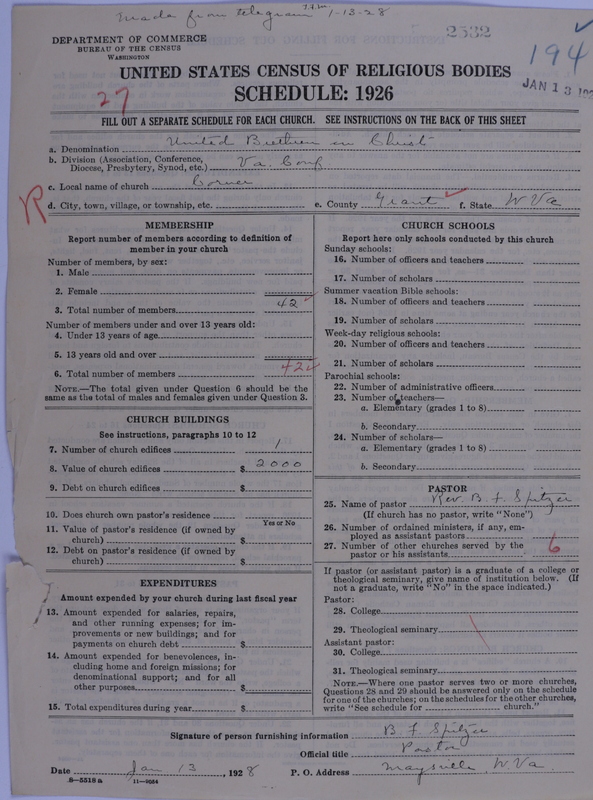 Made from telegram J.A.M. 1-13-28
2532
194
JAN 13 192
DEPARTMENT OF COMMERCE
BUREAU OF THE CENSUS
WASHINGTON
UNITED STATES CENSUS OF RELIGIOUS BODIES
27
SCHEDULE: 1926
FILL OUT A SEPARATE SCHEDULE FOR EACH CHURCH. SEE INSTRUCTIONS ON THE BACK OF THIS SHEET
a. Denomination United Brethren in Christ
b. Division (Association, Conference, Diocese, Presbytery, Synod, etc.) Va. Conf
c. Local name of church Corner
R
d. City, town, village, or township, etc. e. County Grant f. State W Va
MEMBERSHIP
Report number of members according to definition of
member in your church
Number of members, by sex:
1. Male
2. Female
3. Total number of members 42
Number of members under and over 13 years old:
4. Under 13 years of age
5. 13 years old and over
6. Total number of members 42
NOTE.—The total given under Question 6 should be the
same as the total of males and females given under Question 3.
CHURCH BUILDINGS
See instructions, paragraphs 10 to 12
7. Number of church edifices 1
8. Value of church edifices $ 2000
9. Debt on church edifices $
10. Does church own pastor's residence
Yes or No
11. Value of pastor's residence (if owned by
church) $
12. Debt on pastor's residence (if owned by
church) $
EXPENDITURES
Amount expended by your church during last fiscal year
13. Amount expended for salaries, repairs,
and other running expenses; for im-
provements or new buildings; and for
payments on church debt $
14. Amount expended for benevolences, in-
cluding home and foreign missions; for
denominational support; and for all
other purposes $
15. Total expenditures during year $
CHURCH SCHOOLS
Report here only schools conducted by this church
Sunday schools:
16. Number of officers and teachers
17. Number of scholars
Summer vacation Bible schools:
18. Number of officers and teachers
19. Number of scholars
Week-day religious schools:
20. Number of officers and teachers
21. Number of scholars
Parochial schools:
22. Number of administrative officers
23. Number of teachers—
a. Elementary (grades 1 to 8)
b. Secondary
24. Number of scholars—
a. Elementary (grades 1 to 8)
b. Secondary
PASTOR
25. Name of pastor Rev. B. F. Spitzer
(If church has no pastor, write "None")
26. Number of ordained ministers, if any, em-
ployed as assistant pastors
27. Number of other churches served by the
pastor or his assistants 6
If pastor (or assistant pastor) is a graduate of a college or
theological seminary, give name of institution below. (If
not a graduate, write "No" in the space indicated.)
Pastor:
28. College
29. Theological seminary
Assistant pastor:
30. College
31. Theological seminary
NOTE.—Where one pastor serves two or more churches,
Questions 28 and 29 should be answered only on the schedule
for one of the churches; on the schedules for the other churches,
write "See schedule for church."
Signature of person furnishing information B. F. Spitzer
Official title Pastor
Date Jan 13, 1928 P. O. Address Maysville, W. Va.
8—5518 a 11—9034